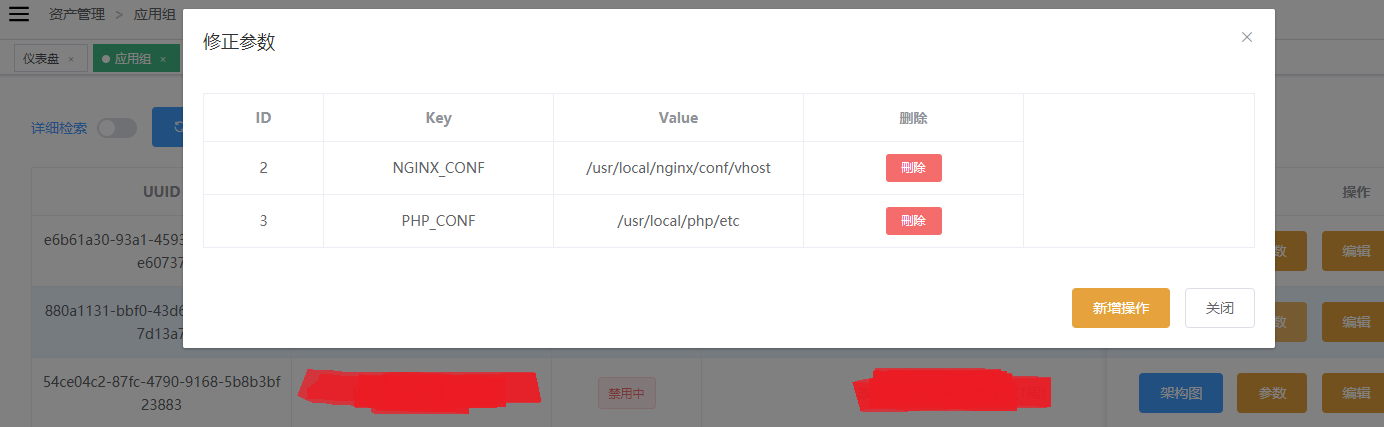 资产管理 > 应用组
修正参数
仪表盘 ×
应用组 ×
ID Key Value 删除
2 NGINX_CONF /usr/local/nginx/conf/vhost 刪除
3 PHP_CONF /usr/local/php/etc 刪除
新增操作 关闭
详细检索
UUID 操作
e6b61a30-93a1-4593
e60737
数 编辑
880a1131-bbf0-43d6
7d13a7
数 编辑
54ce04c2-87fc-4790-9168-5b8b3bf
23883
禁用中 架构图 参数 编辑